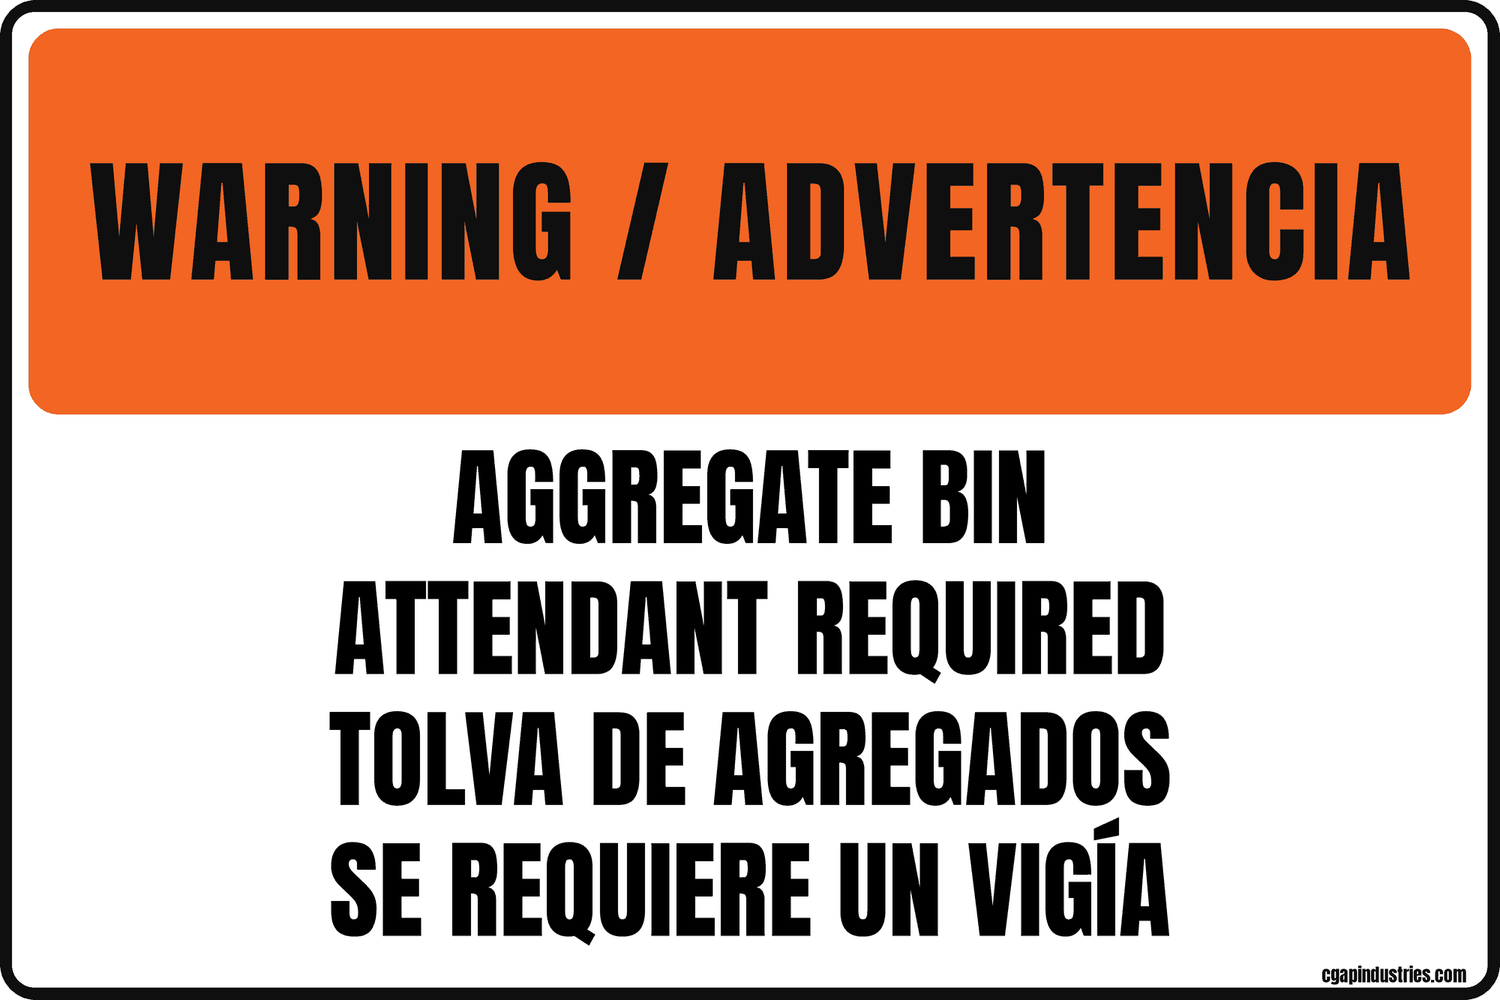 WARNING / ADVERTENCIA
AGGREGATE BIN
ATTENDANT REQUIRED
TOLVA DE AGREGADOS
SE REQUIERE UN VIGÍA
cgapindustries.com